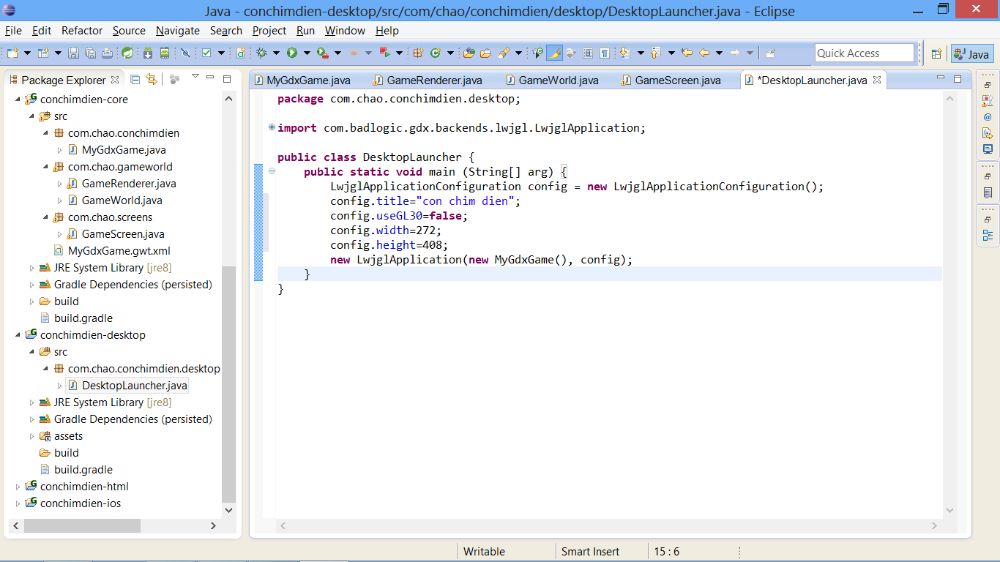 Java - conchimdien-desktop/src/com/chao/conchimdien/desktop/DesktopLauncher.java - Eclipse
File Edit Refactor Source Navigate Search Project Run Window Help
Quick Access
Java
Package Explorer
conchimdien-core
src
com.chao.conchimdien
MyGdxGame.java
com.chao.gameworld
GameRenderer.java
GameWorld.java
com.chao.screens
GameScreen.java
MyGdxGame.gwt.xml
JRE System Library [jre8]
Gradle Dependencies (persisted)
build
build.gradle
conchimdien-desktop
src
com.chao.conchimdien.desktop
DesktopLauncher.java
JRE System Library [jre8]
Gradle Dependencies (persisted)
assets
build
build.gradle
conchimdien-html
conchimdien-ios
MyGdxGame.java GameRenderer.java GameWorld.java GameScreen.java *DesktopLauncher.java
package com.chao.conchimdien.desktop;
import com.badlogic.gdx.backends.lwjgl.LwjglApplication;
public class DesktopLauncher {
public static void main (String[] arg) {
LwjglApplicationConfiguration config = new LwjglApplicationConfiguration();
config.title="con chim dien";
config.useGL30=false;
config.width=272;
config.height=408;
new LwjglApplication(new MyGdxGame(), config);
}
}
Writable Smart Insert 15 : 6